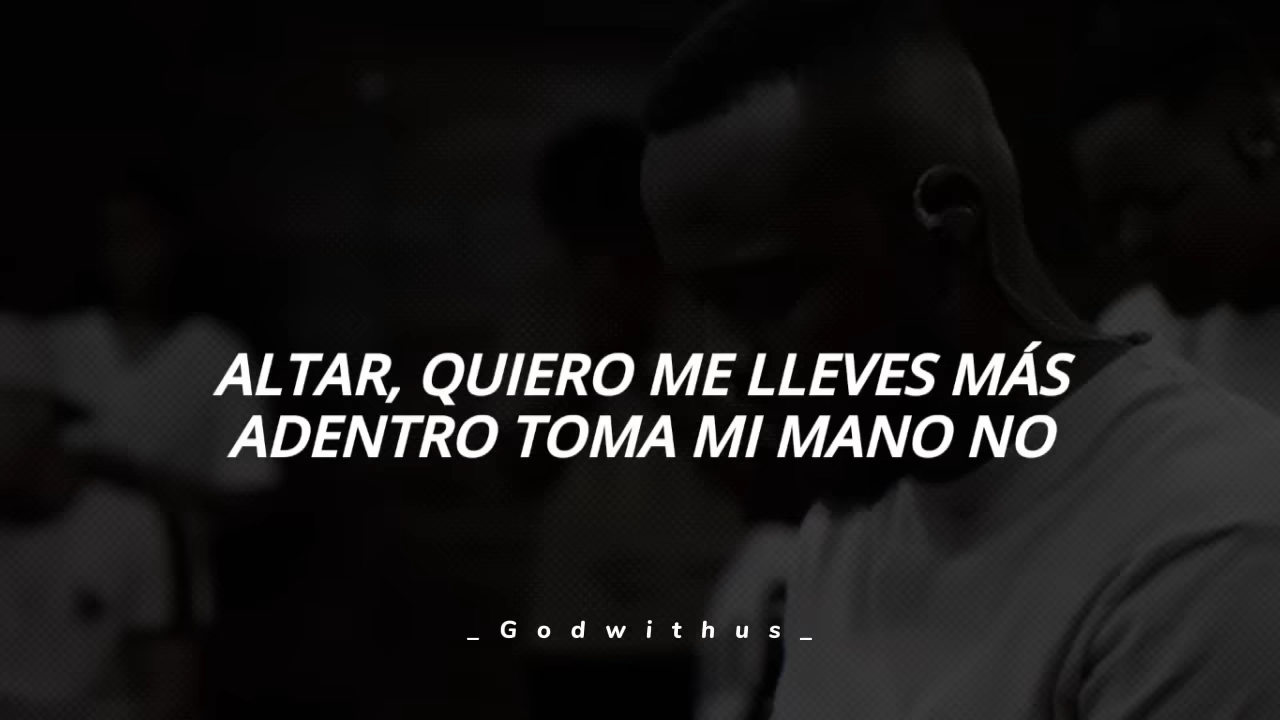 ALTAR, QUIERO ME LLEVES MÁS
ADENTRO TOMA MI MANO NO
_ G o d w i t h u s _